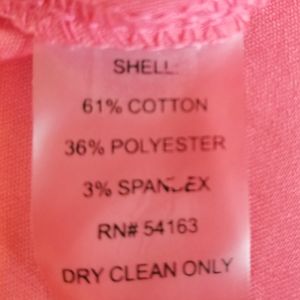 SHELL:
61% COTTON
36% POLYESTER
3% SPANDEX
RN# 54163
DRY CLEAN ONLY